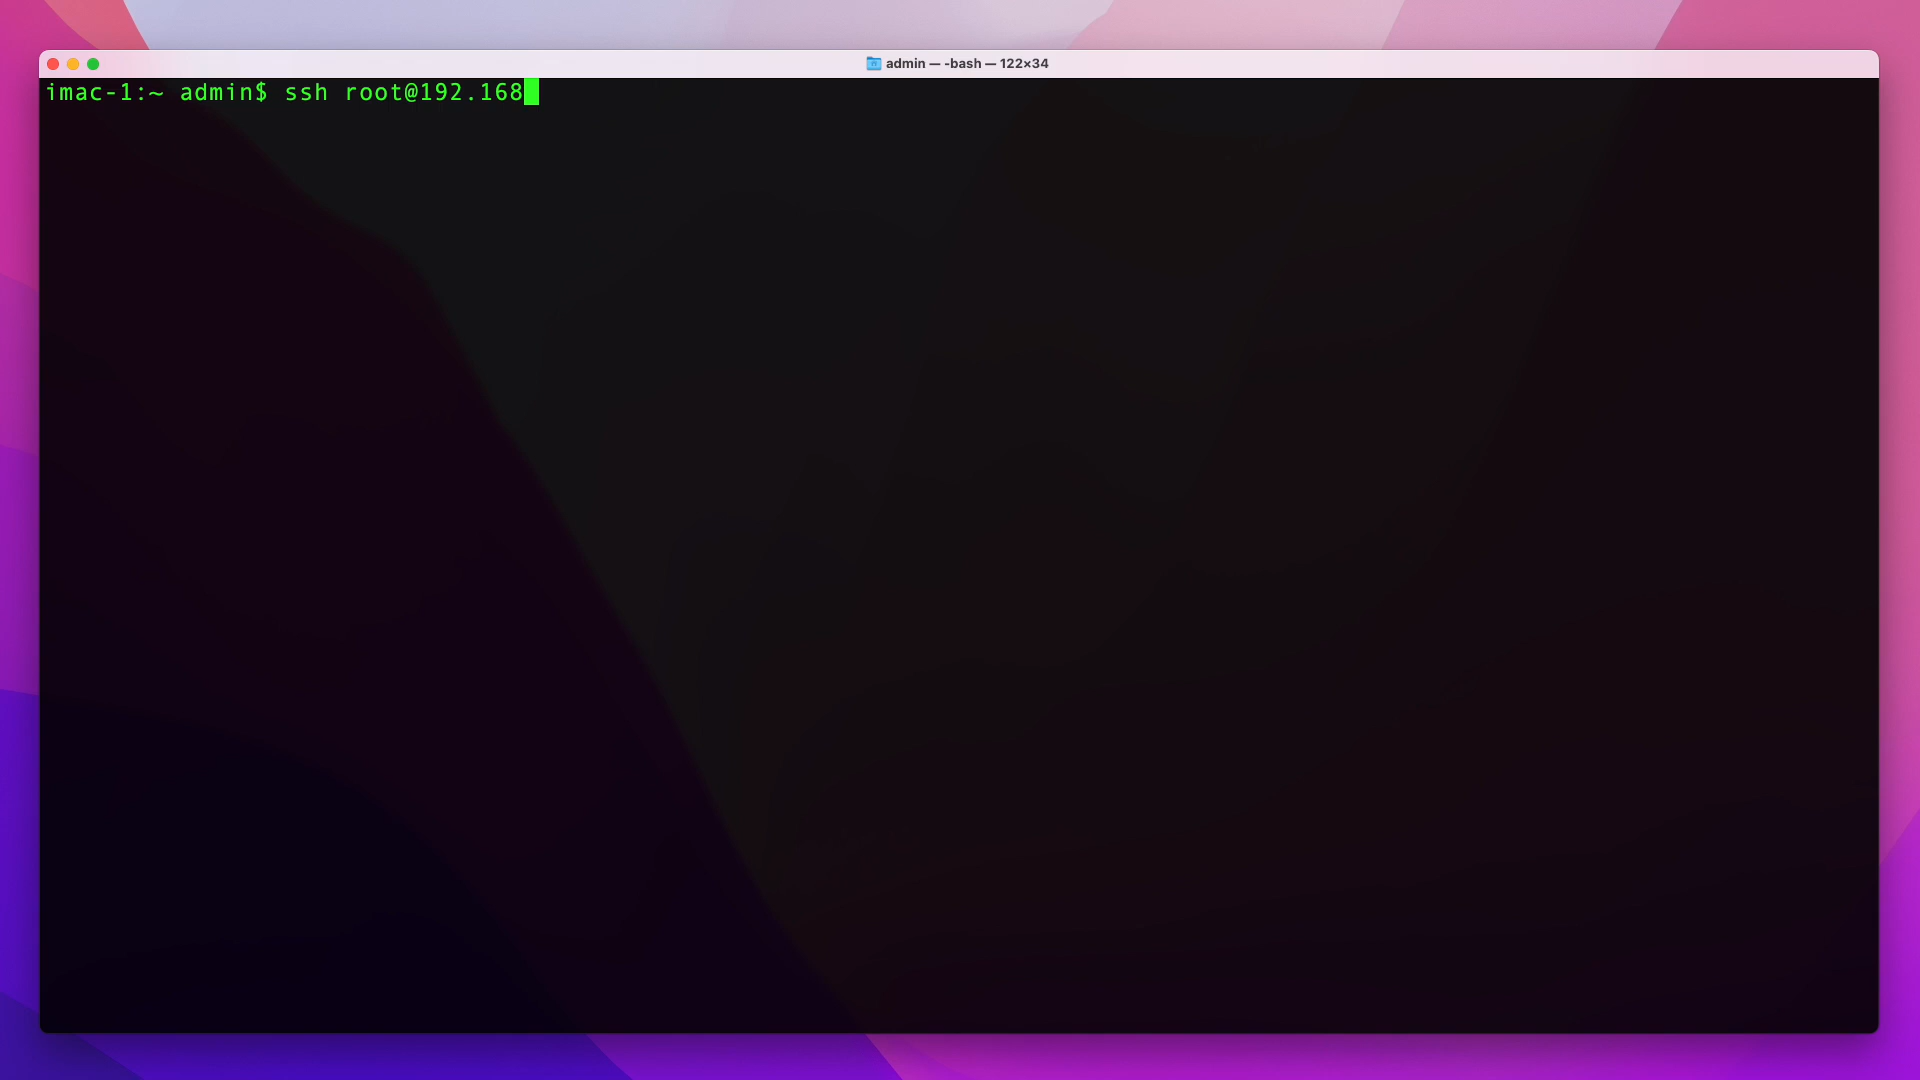 admin — -bash — 122×34
imac-1:~ admin$ ssh root@192.168